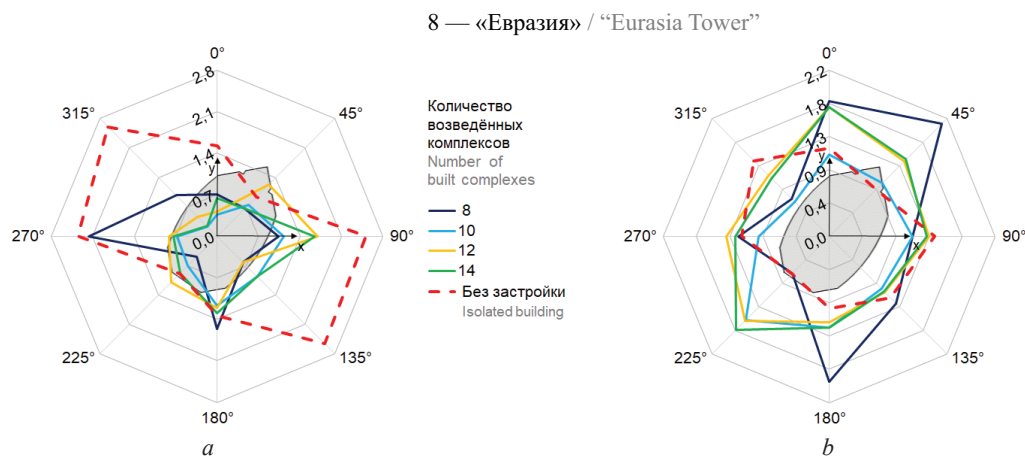 8 — «Евразия» / “Eurasia Tower”
0°
2,8
2,1
1,4
0,7
0,0
y
x
45°
90°
135°
180°
225°
270°
315°
a
Количество
возведённых
комплексов
Number of
built complexes
8
10
12
14
Без застройки
Isolated building
0°
2,2
1,8
1,3
0,9
0,4
0,0
y
x
45°
90°
135°
180°
225°
270°
315°
b